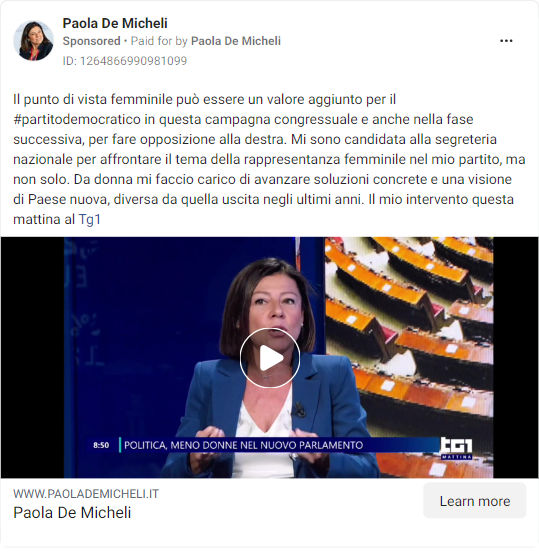 Paola De Micheli
Sponsored • Paid for by Paola De Micheli
ID: 1264866990981099
Il punto di vista femminile può essere un valore aggiunto per il
#partitodemocratico in questa campagna congressuale e anche nella fase
successiva, per fare opposizione alla destra. Mi sono candidata alla segreteria
nazionale per affrontare il tema della rappresentanza femminile nel mio partito, ma
non solo. Da donna mi faccio carico di avanzare soluzioni concrete e una visione
di Paese nuova, diversa da quella uscita negli ultimi anni. Il mio intervento questa
mattina al Tg1
8:50 POLITICA, MENO DONNE NEL NUOVO PARLAMENTO tg1
MATTINA
WWW.PAOLADEMICHELI.IT
Paola De Micheli
Learn more